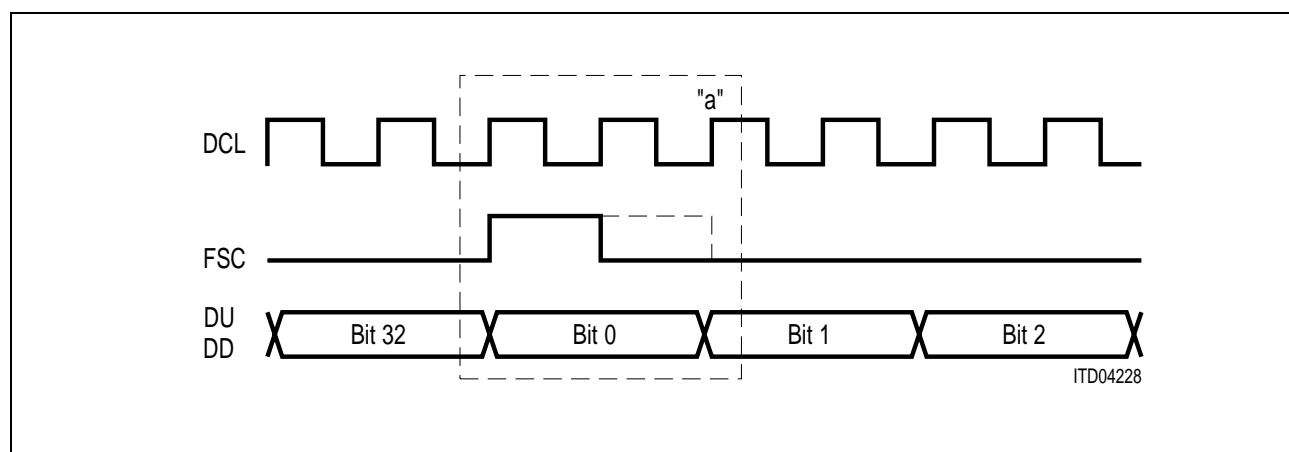 "a"
DCL
FSC
DU
DD
Bit 32 Bit 0 Bit 1 Bit 2
ITD04228